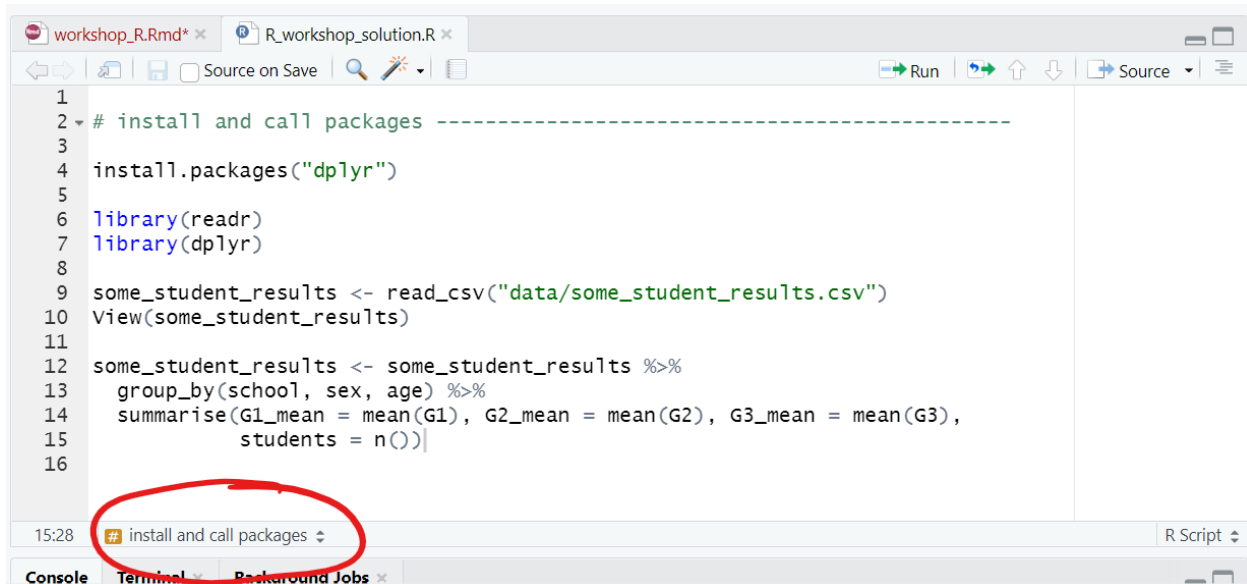 workshop_R.Rmd* × R_workshop_solution.R ×
Source on Save Run Source
1
2 # install and call packages -----------------------------------------------
3
4 install.packages("dplyr")
5
6 library(readr)
7 library(dplyr)
8
9 some_student_results <- read_csv("data/some_student_results.csv")
10 View(some_student_results)
11
12 some_student_results <- some_student_results %>%
13 group_by(school, sex, age) %>%
14 summarise(G1_mean = mean(G1), G2_mean = mean(G2), G3_mean = mean(G3),
15 students = n())
16
15:28 # install and call packages R Script
Console Terminal × Background Jobs ×